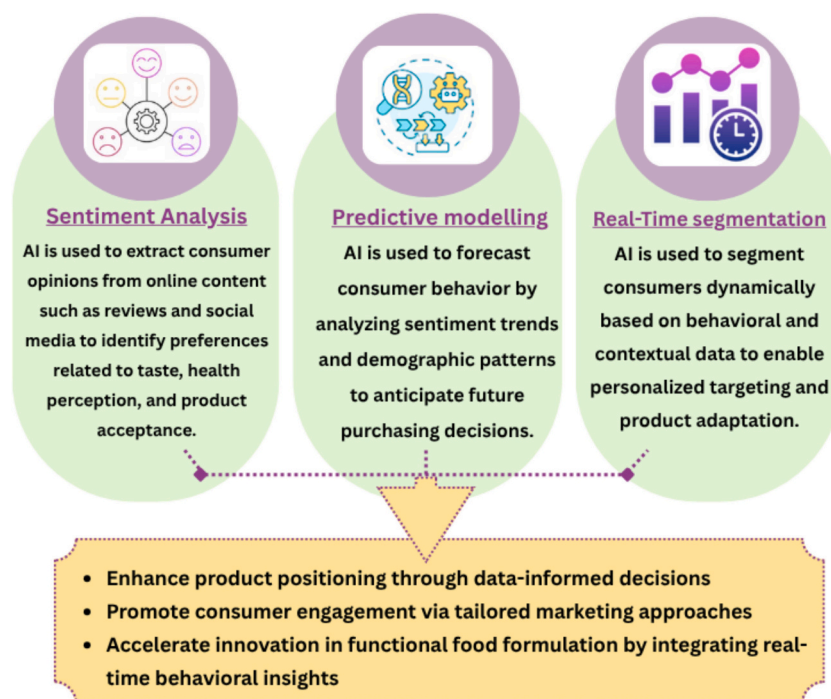 Sentiment Analysis
AI is used to extract consumer
opinions from online content
such as reviews and social
media to identify preferences
related to taste, health
perception, and product
acceptance.
Predictive modelling
AI is used to forecast
consumer behavior by
analyzing sentiment trends
and demographic patterns
to anticipate future
purchasing decisions.
Real-Time segmentation
AI is used to segment
consumers dynamically
based on behavioral and
contextual data to enable
personalized targeting and
product adaptation.
• Enhance product positioning through data-informed decisions
• Promote consumer engagement via tailored marketing approaches
• Accelerate innovation in functional food formulation by integrating real-
time behavioral insights